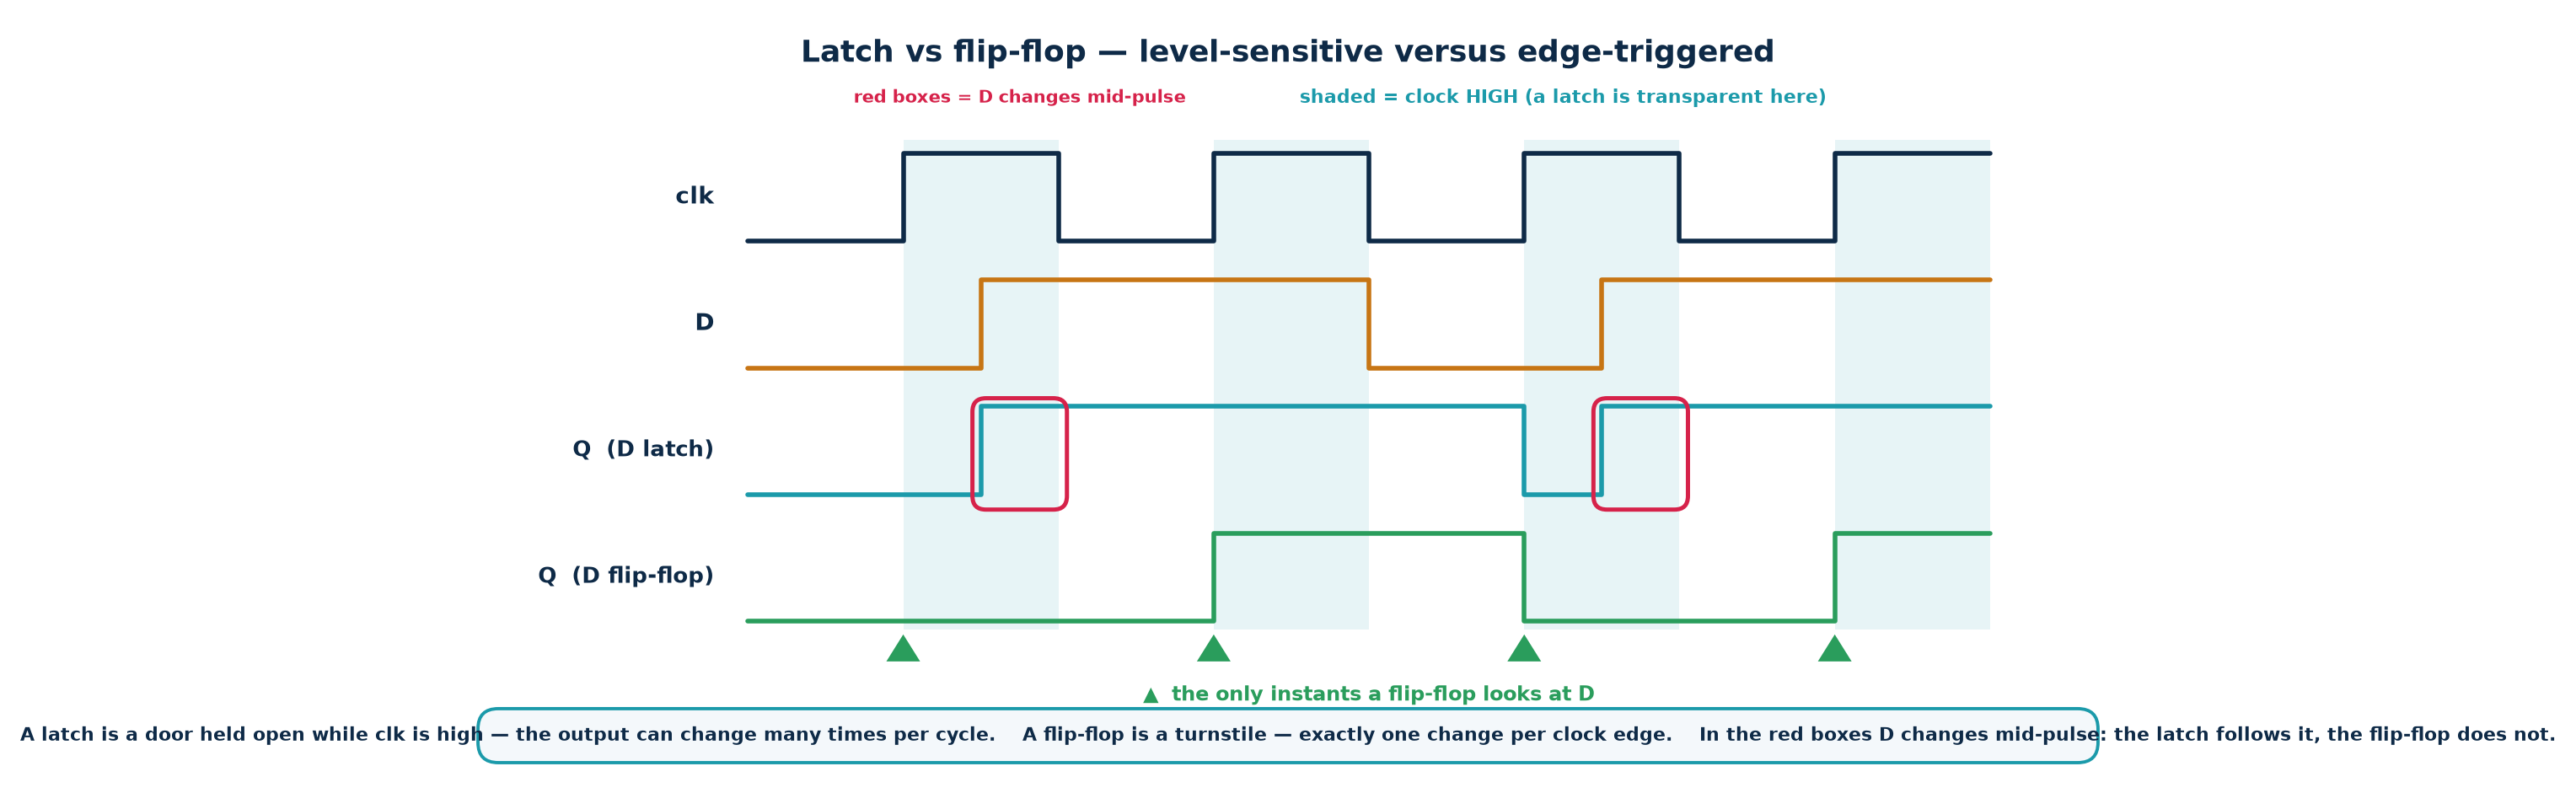 Latch vs flip-flop — level-sensitive versus edge-triggered
red boxes = D changes mid-pulse    shaded = clock HIGH (a latch is transparent here)
clk
D
Q (D latch)
Q (D flip-flop)
▲ the only instants a flip-flop looks at D
A latch is a door held open while clk is high — the output can change many times per cycle.    A flip-flop is a turnstile — exactly one change per clock edge.    In the red boxes D changes mid-pulse: the latch follows it, the flip-flop does not.